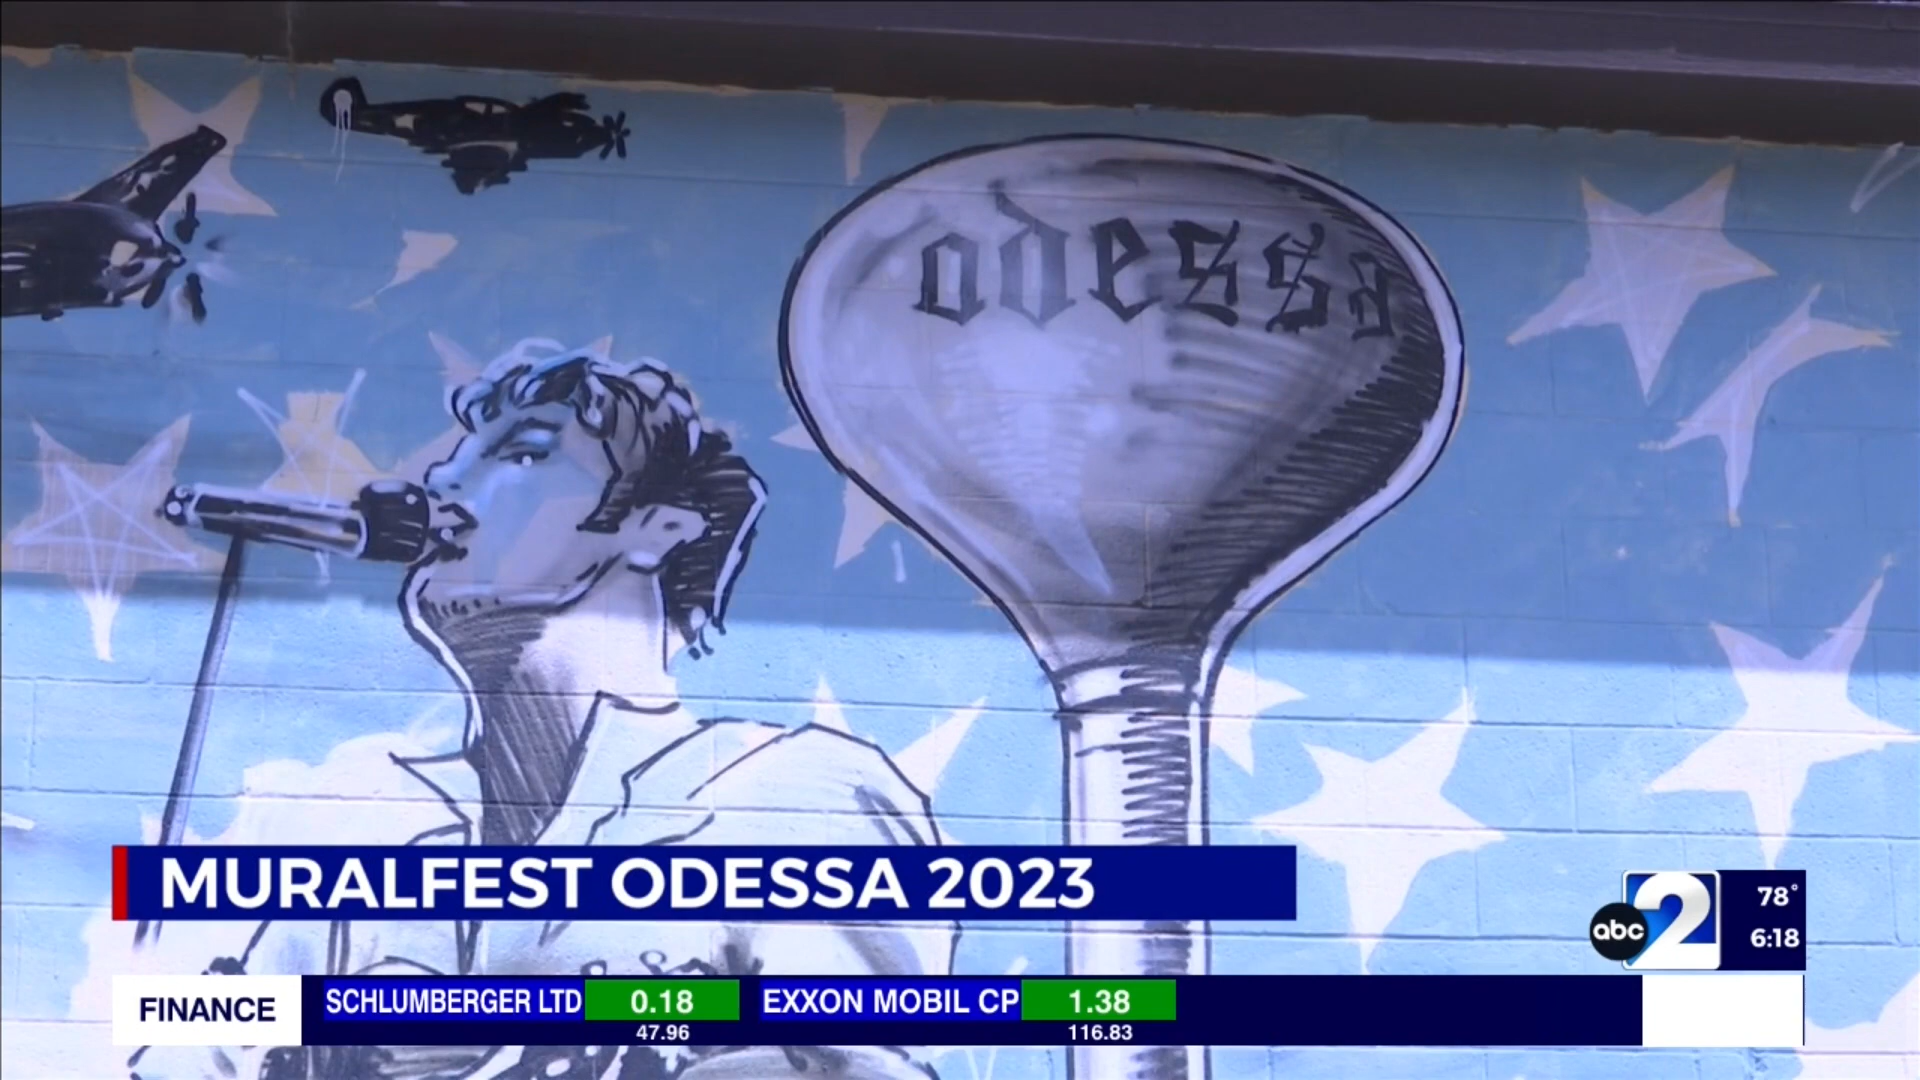 odessa
MURALFEST ODESSA 2023
abc 2
78°
6:18
FINANCE
SCHLUMBERGER LTD 0.18
47.96
EXXON MOBIL CP 1.38
116.83